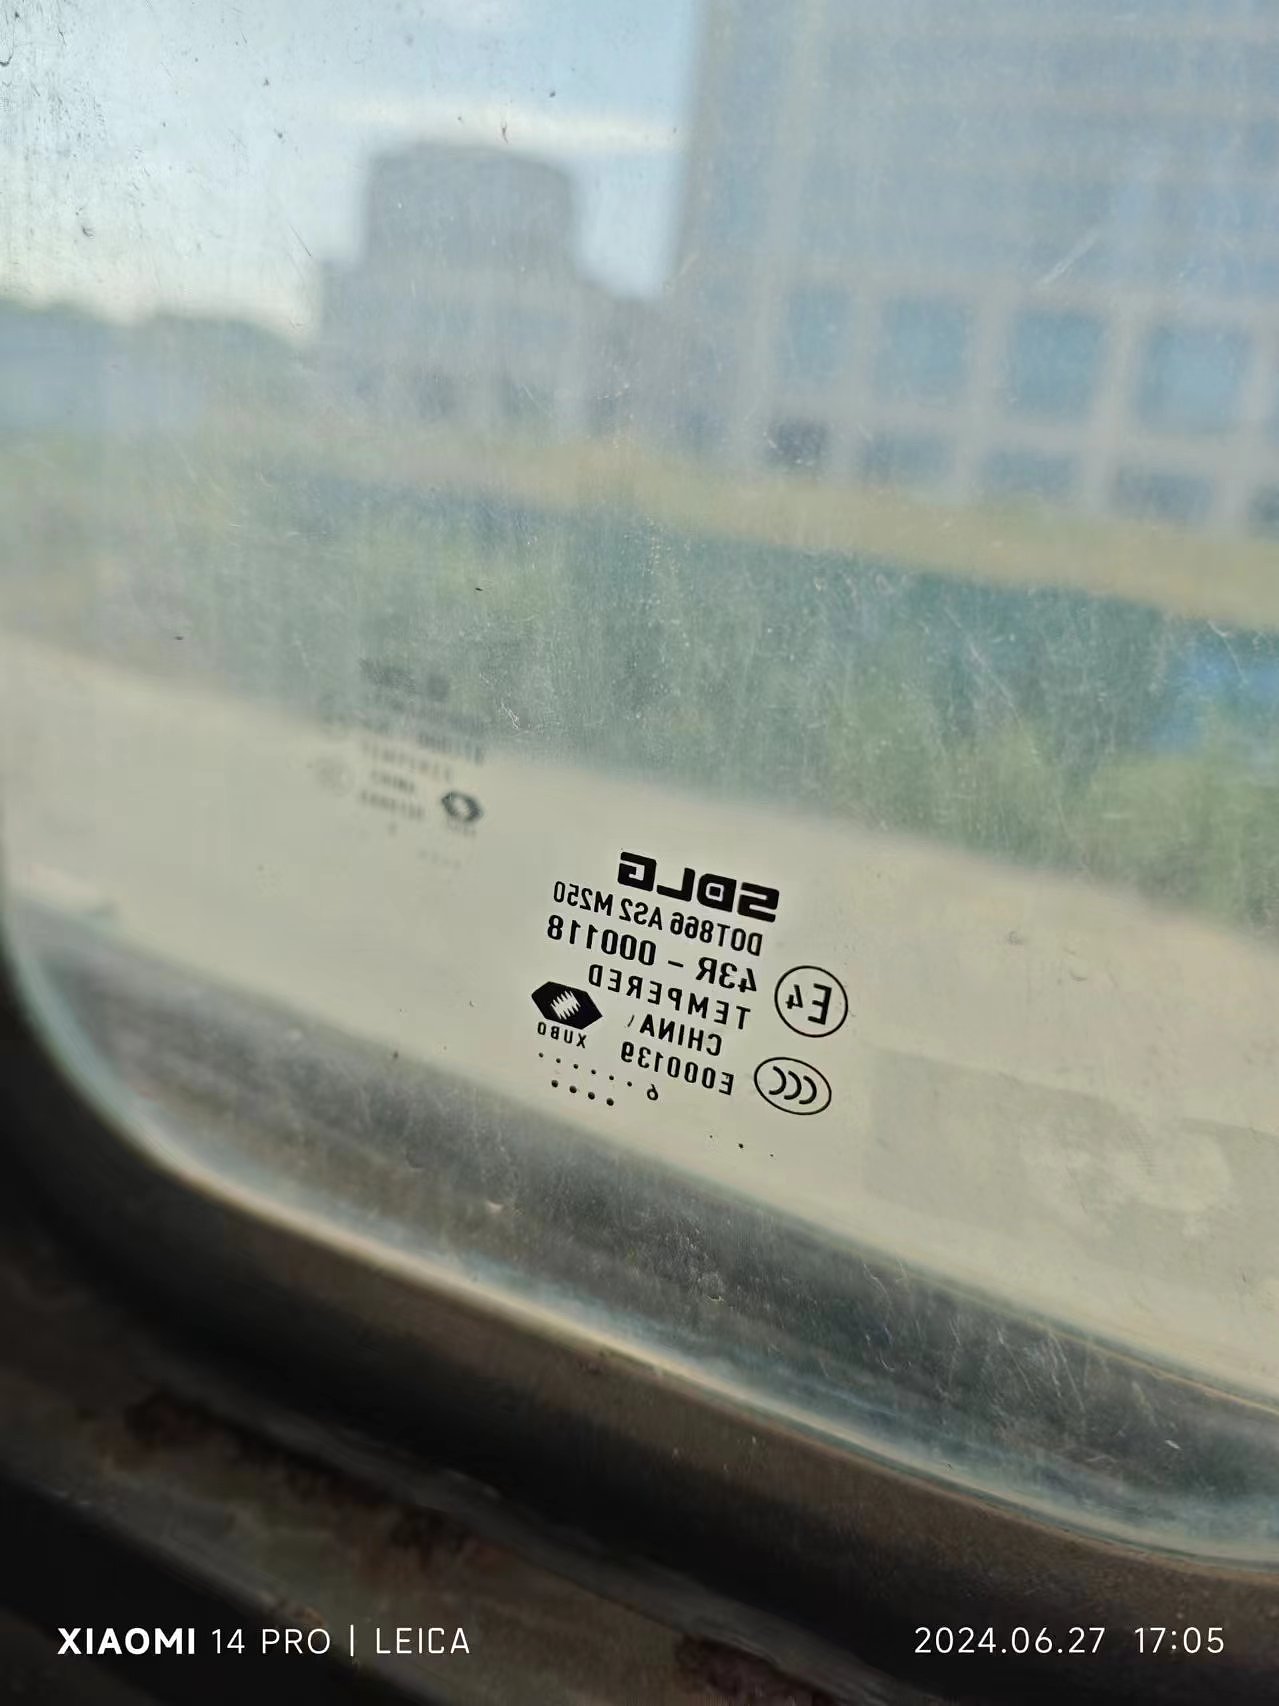 SDLG
DOT866 AS2 M250
E4 43R - 000118
TEMPERED
CHINA
CCC E000139
XUBO
6
XIAOMI 14 PRO | LEICA
2024.06.27 17:05